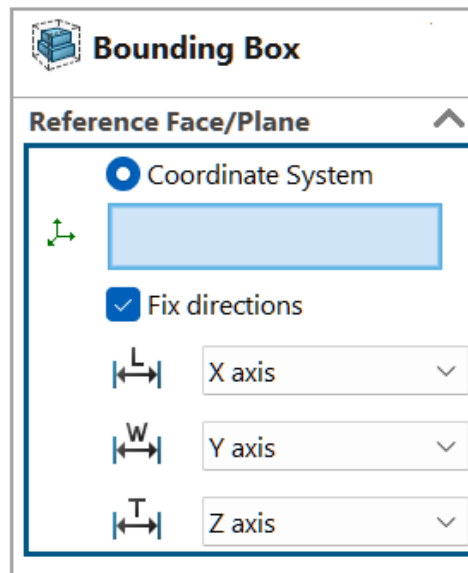 Bounding Box
Reference Face/Plane
Coordinate System
Fix directions
L X axis
W Y axis
T Z axis